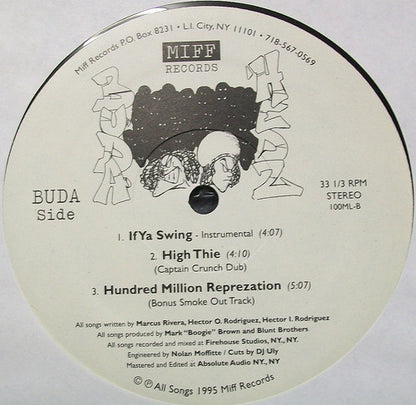 Miff Records P.O. Box 8231 • L.I. City, NY 11101 • 718-567-0569
MIFF
RECORDS
BUDA
BUDA
Side
33 1/3 RPM
STEREO
100ML-B
1. If Ya Swing - Instrumental (4:07)
2. High Thie (4:10)
(Captain Crunch Dub)
3. Hundred Million Reprezation (5:07)
(Bonus Smoke Out Track)
All songs written by Marcus Rivera, Hector O. Rodriguez, Hector I. Rodriguez
All songs produced by Mark "Boogie" Brown and Blunt Brothers
All songs recorded and mixed at Firehouse Studios, NY., NY.
Engineered by Nolan Moffitte / Cuts by DJ Uly
Mastered and Edited at Absolute Audio NY., NY
© ℗ All Songs 1995 Miff Records